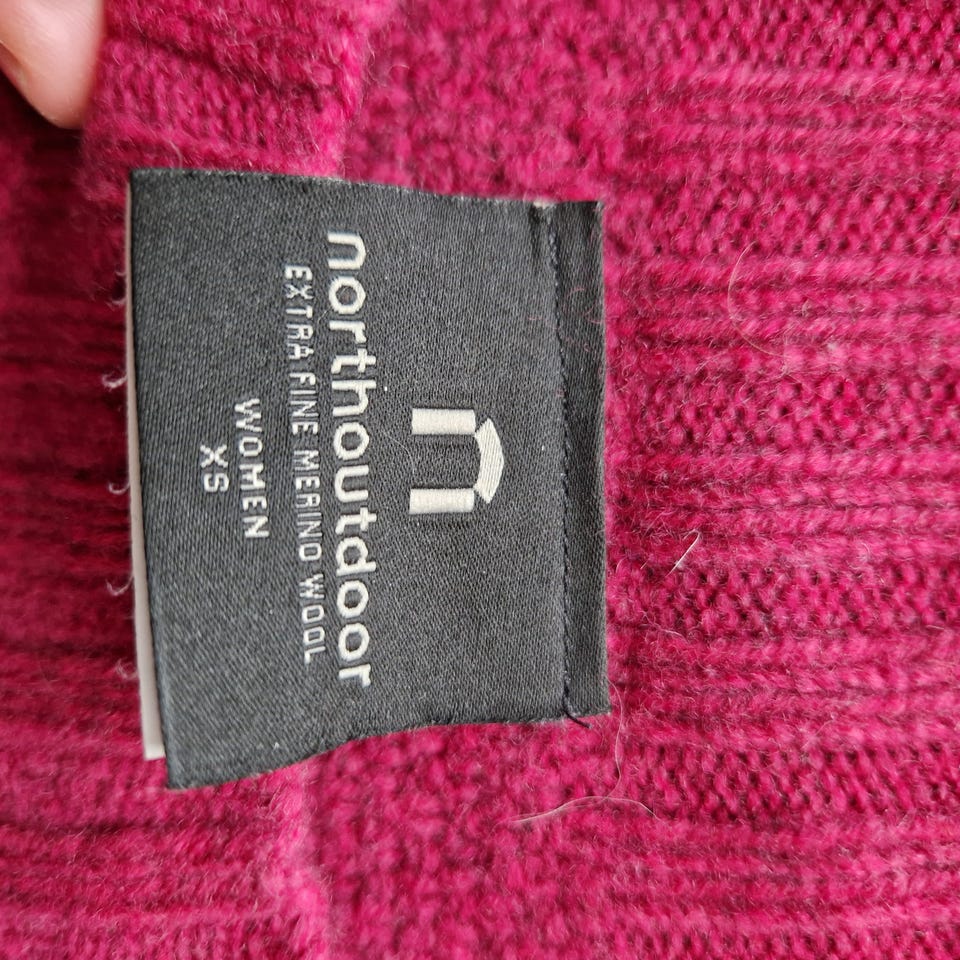 n
northoutdoor
EXTRA FINE MERINO WOOL
WOMEN
XS